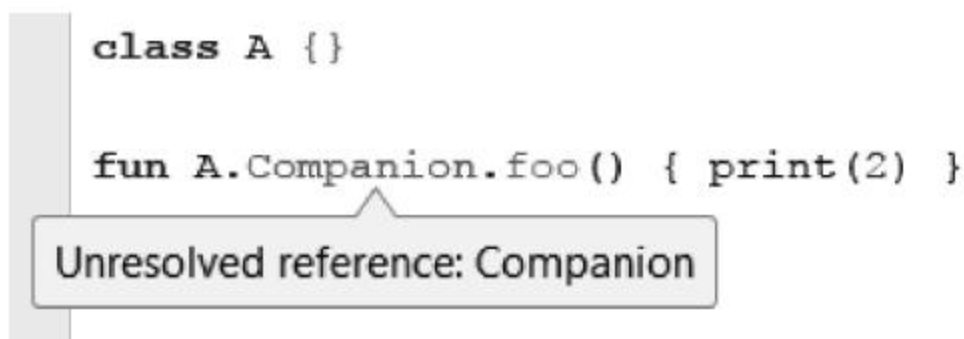 class A {}
fun A.Companion.foo() { print(2) }
Unresolved reference: Companion